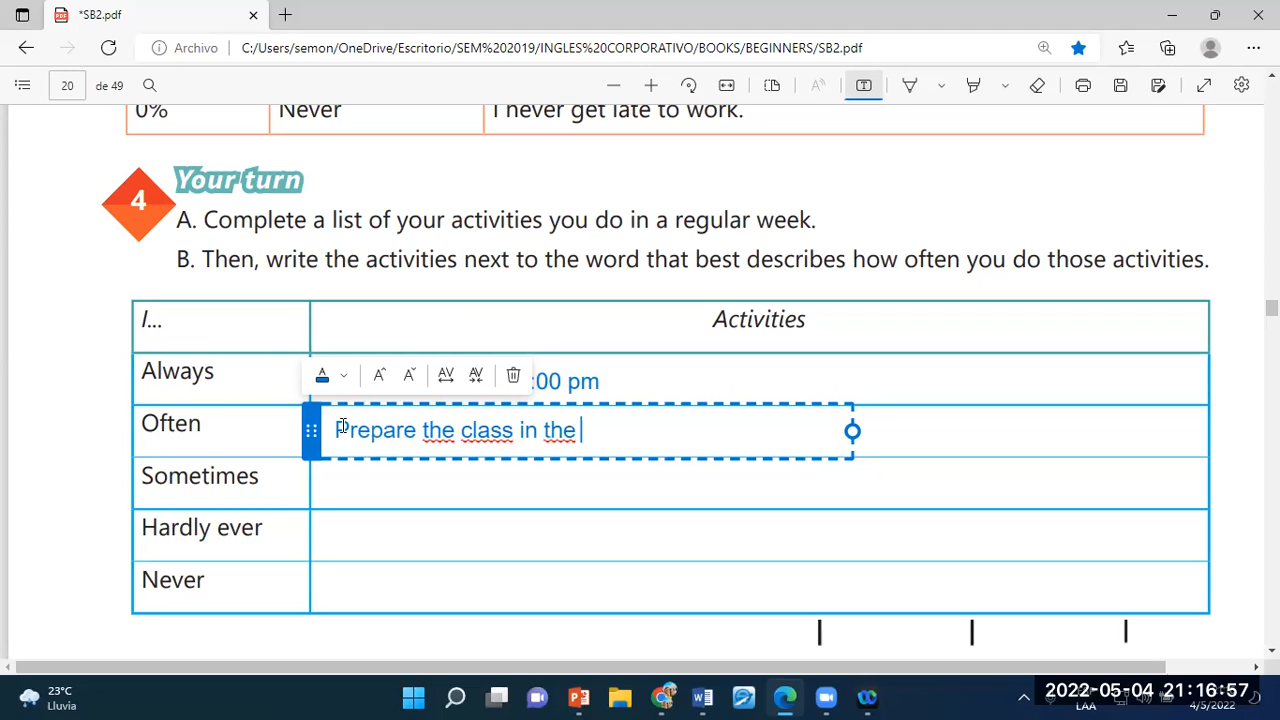 *SB2.pdf
Archivo C:/Users/semon/OneDrive/Escritorio/SEM%202019/INGLES%20CORPORATIVO/BOOKS/BEGINNERS/SB2.pdf
20 de 49
0% Never I never get late to work.
4 Your turn
A. Complete a list of your activities you do in a regular week.
B. Then, write the activities next to the word that best describes how often you do those activities.
I... Activities
Always :00 pm
Often Prepare the class in the
Sometimes
Hardly ever
Never
23°C
Lluvia
LAA
2022-05-04 21:16:57
4/5/2022